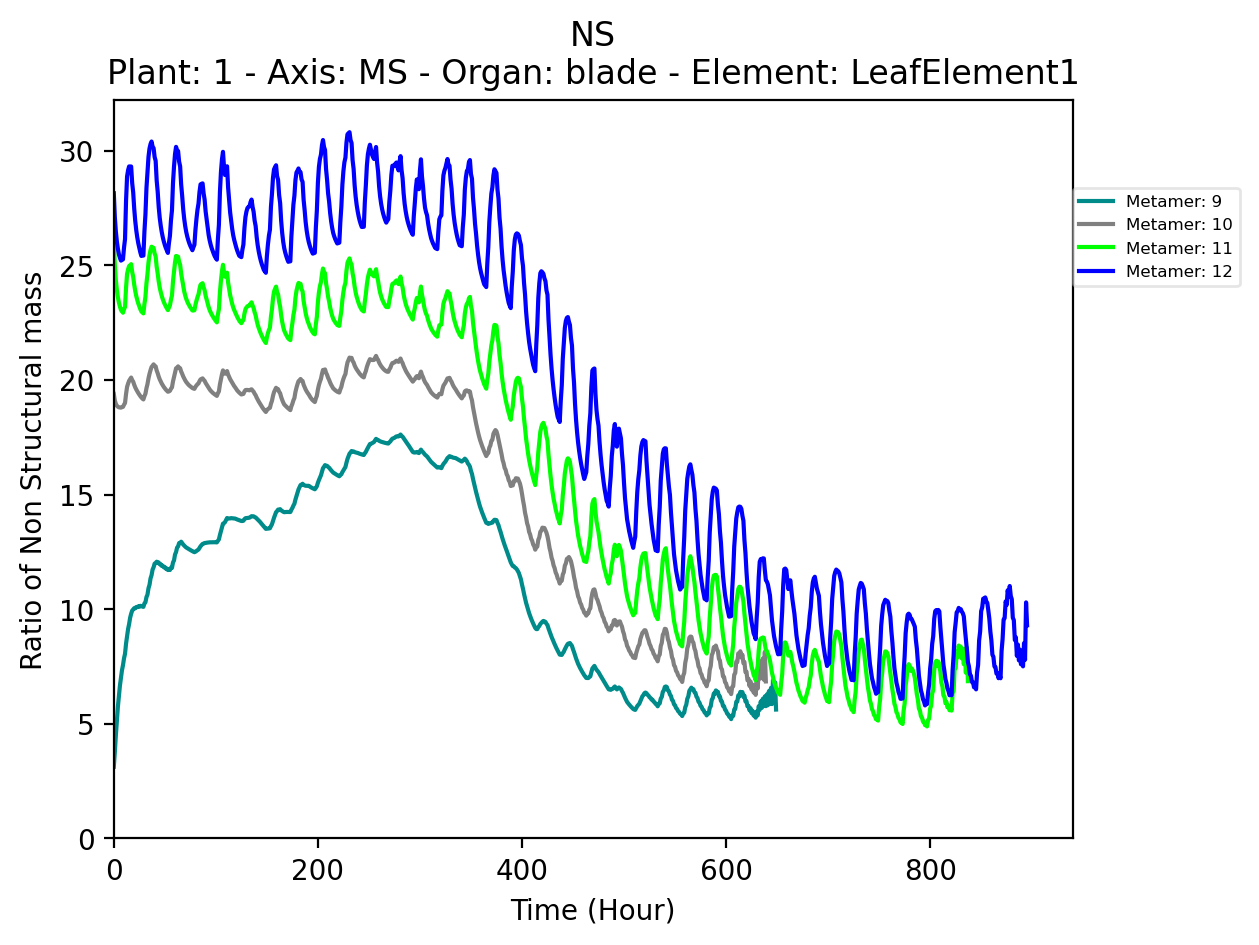 NS
Plant: 1 - Axis: MS - Organ: blade - Element: LeafElement1
Ratio of Non Structural mass
30
25
20
15
10
5
0
0 200 400 600 800
Time (Hour)
Metamer: 9
Metamer: 10
Metamer: 11
Metamer: 12